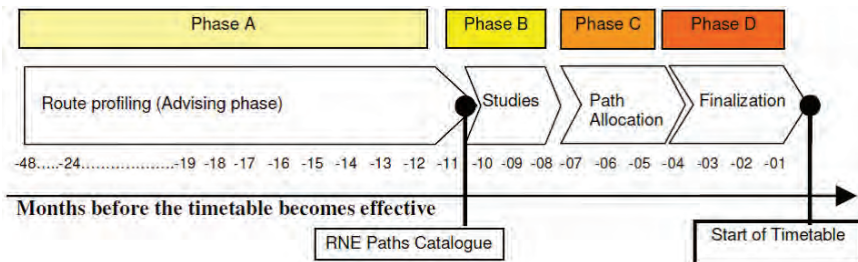 Phase A
Phase B
Phase C
Phase D
Route profiling (Advising phase)
Studies
Path
Allocation
Finalization
-48.....-24......................-19 -18 -17 -16 -15 -14 -13 -12 -11 -10 -09 -08 -07 -06 -05 -04 -03 -02 -01
Months before the timetable becomes effective
RNE Paths Catalogue
Start of Timetable